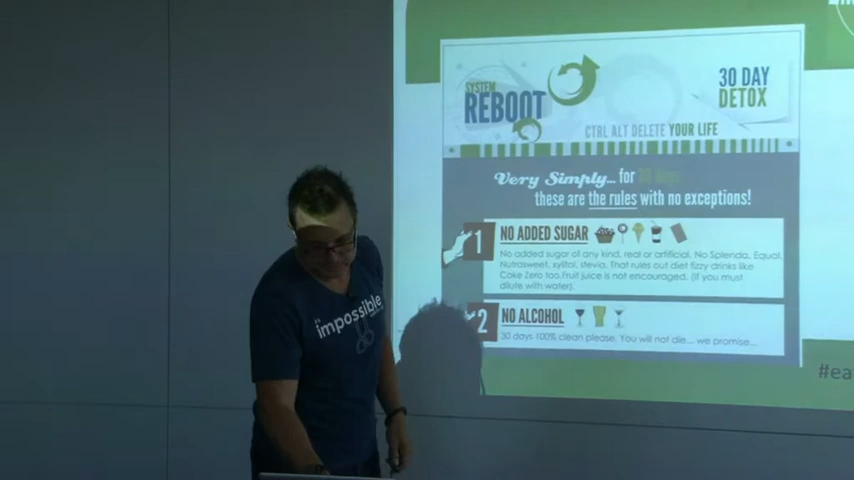 SYSTEM
REBOOT
30 DAY
DETOX
CTRL ALT DELETE YOUR LIFE
Very Simply... for 30 days
these are the rules with no exceptions!
1 NO ADDED SUGAR
No added sugar of any kind, real or artificial. No Splenda, Equal,
Nutrasweet, xylitol, stevia. That rules out diet fizzy drinks like
Coke Zero too. Fruit juice is not encouraged. (if you must
dilute with water).
2 NO ALCOHOL
30 days 100% clean please. You will not die... we promise...
#ea
impossible